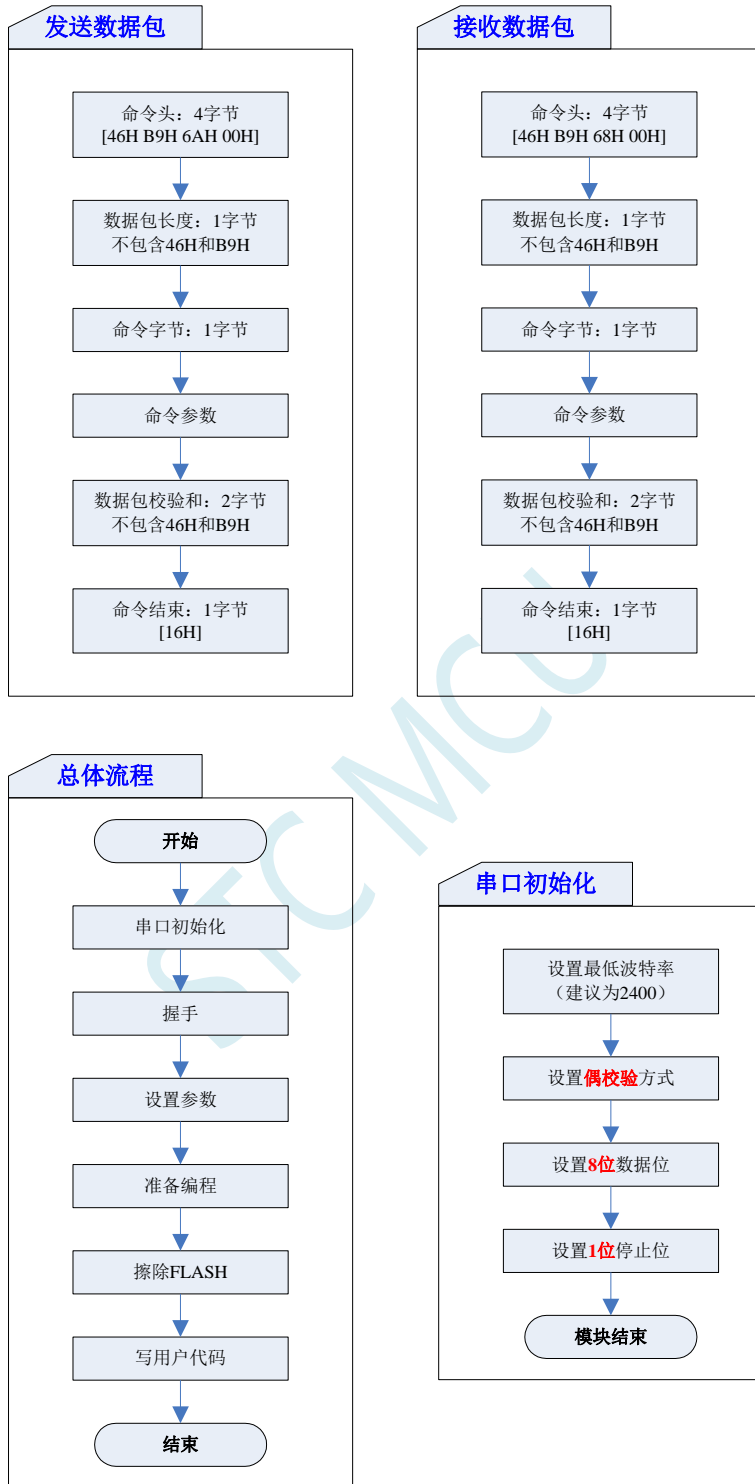 发送数据包
命令头：4字节
[46H B9H 6AH 00H]
数据包长度：1字节
不包含46H和B9H
命令字节：1字节
命令参数
数据包校验和：2字节
不包含46H和B9H
命令结束：1字节
[16H]
接收数据包
命令头：4字节
[46H B9H 68H 00H]
数据包长度：1字节
不包含46H和B9H
命令字节：1字节
命令参数
数据包校验和：2字节
不包含46H和B9H
命令结束：1字节
[16H]
STC MCU
总体流程
开始
串口初始化
握手
设置参数
准备编程
擦除FLASH
写用户代码
结束
串口初始化
设置最低波特率
（建议为2400）
设置偶校验方式
设置8位数据位
设置1位停止位
模块结束